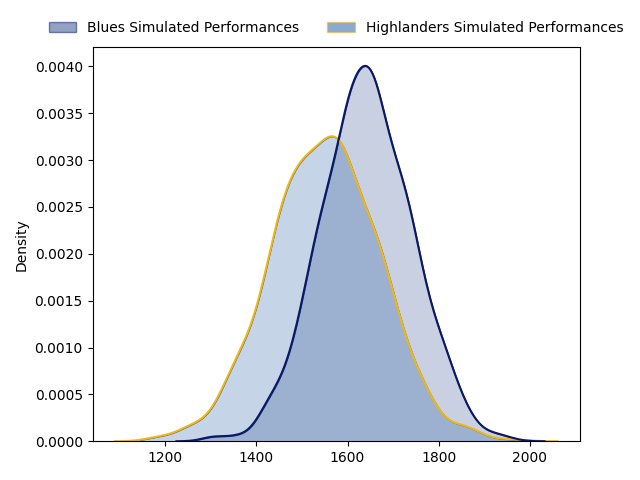 Blues Simulated Performances
Highlanders Simulated Performances
0.0040
0.0035
0.0030
0.0025
0.0020
0.0015
0.0010
0.0005
0.0000
Density
1200 1400 1600 1800 2000